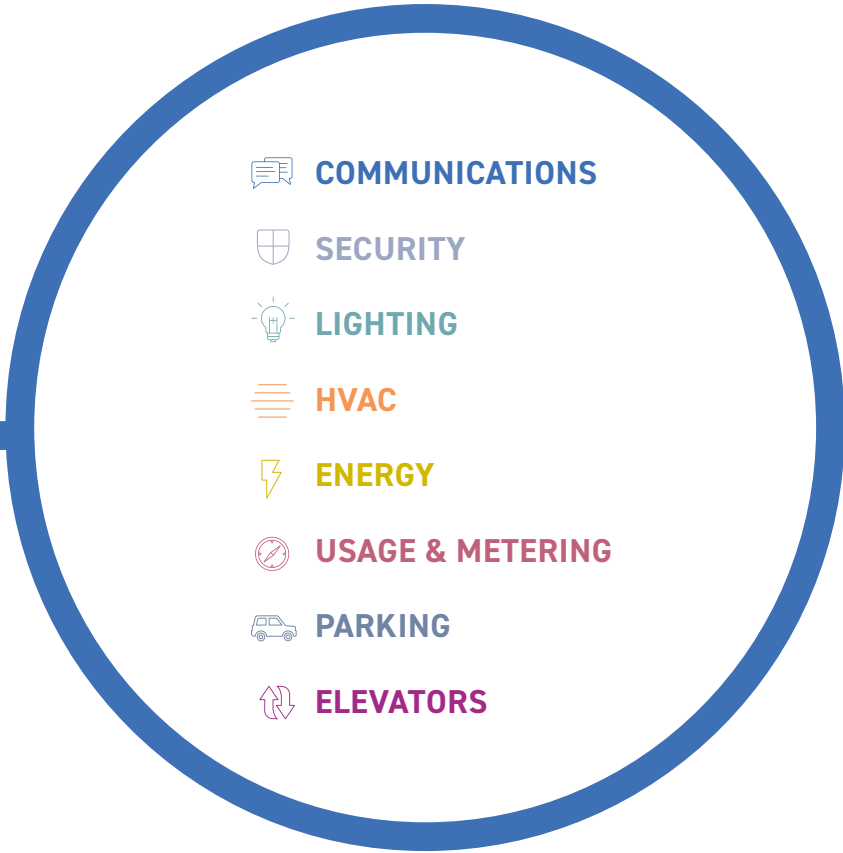 COMMUNICATIONS
SECURITY
LIGHTING
HVAC
ENERGY
USAGE & METERING
PARKING
ELEVATORS